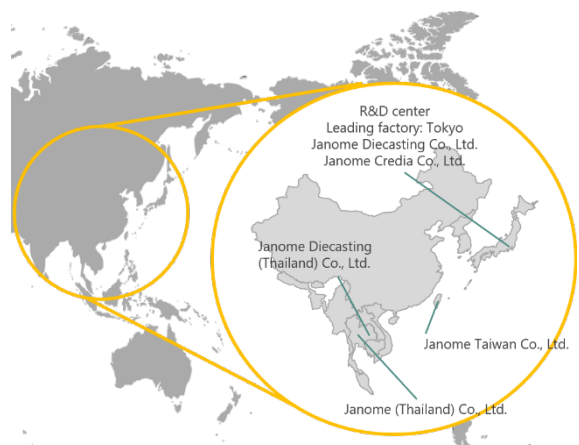 R&D center
Leading factory: Tokyo
Janome Diecasting Co., Ltd.
Janome Credia Co., Ltd.
Janome Diecasting
(Thailand) Co., Ltd.
Janome Taiwan Co., Ltd.
Janome (Thailand) Co., Ltd.